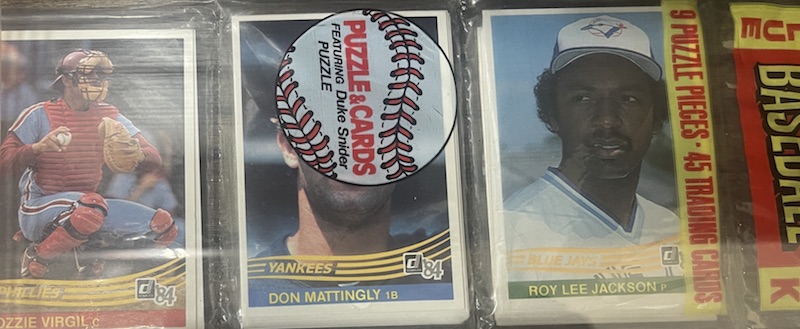 PHILLIES
'84
OZZIE VIRGIL C
PUZZLE & CARDS
FEATURING Duke Snider
PUZZLE
YANKEES
'84
DON MATTINGLY 1B
BLUE JAYS
'84
ROY LEE JACKSON P
9 PUZZLE PIECES · 45 TRADING CARDS
BASEBALL